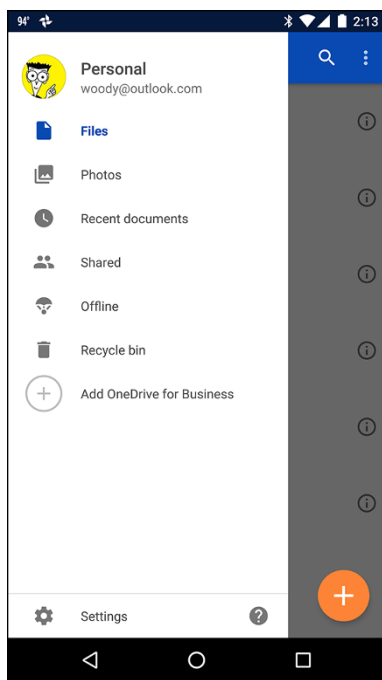 94° 2:13
Personal
woody@outlook.com
Files
Photos
Recent documents
Shared
Offline
Recycle bin
Add OneDrive for Business
Settings